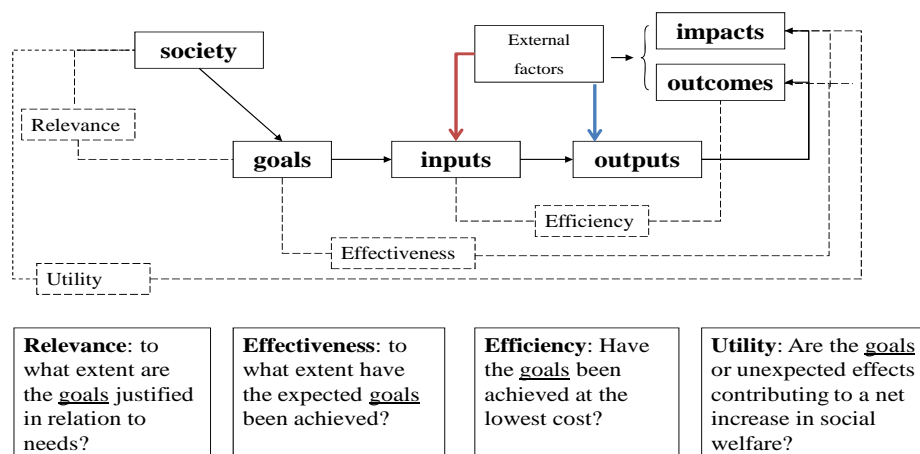 society
External
factors
impacts
outcomes
Relevance
goals
inputs
outputs
Efficiency
Effectiveness
Utility
Relevance: to
what extent are
the goals justified
in relation to
needs?
Effectiveness: to
what extent have
the expected goals
been achieved?
Efficiency: Have
the goals been
achieved at the
lowest cost?
Utility: Are the goals
or unexpected effects
contributing to a net
increase in social
welfare?